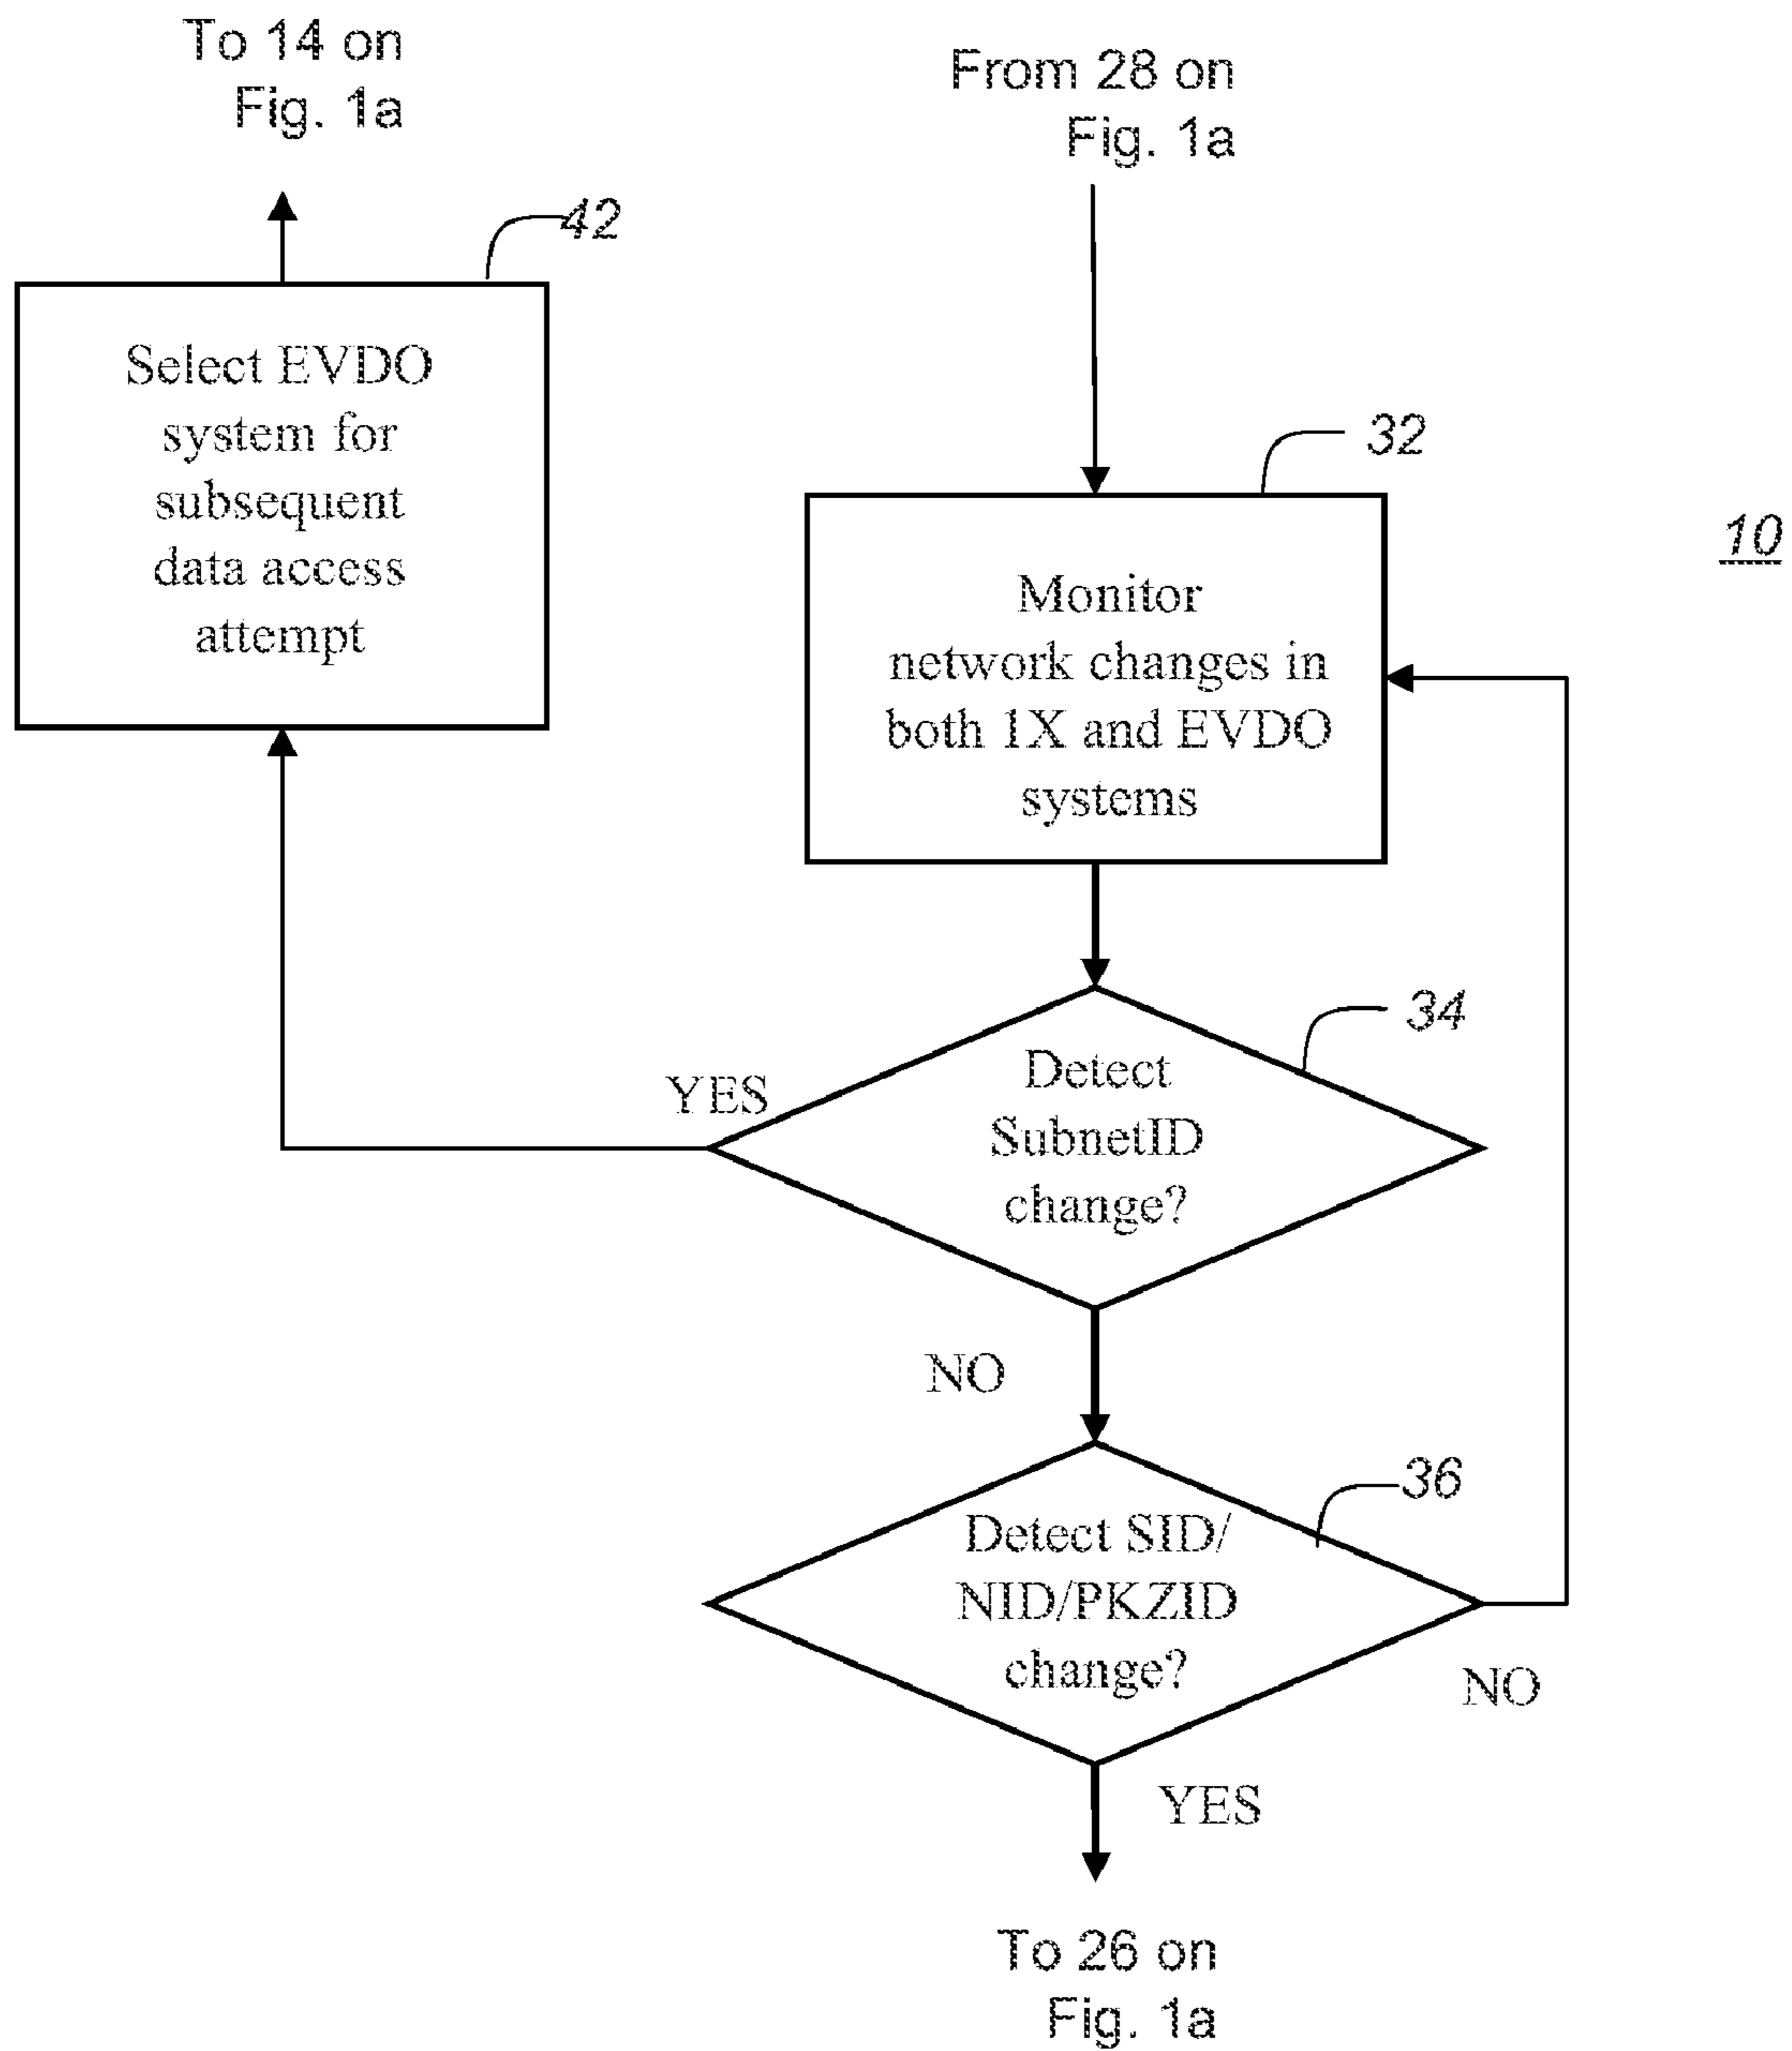 To 14 on
Fig. 1a
From 28 on
Fig. 1a
42
Select EVDO
system for
subsequent
data access
attempt
32
10
Monitor
network changes in
both 1X and EVDO
systems
34
YES
Detect
SubnetID
change?
NO
36
Detect SID/
NID/PKZID
change?
NO
YES
To 26 on
Fig. 1a